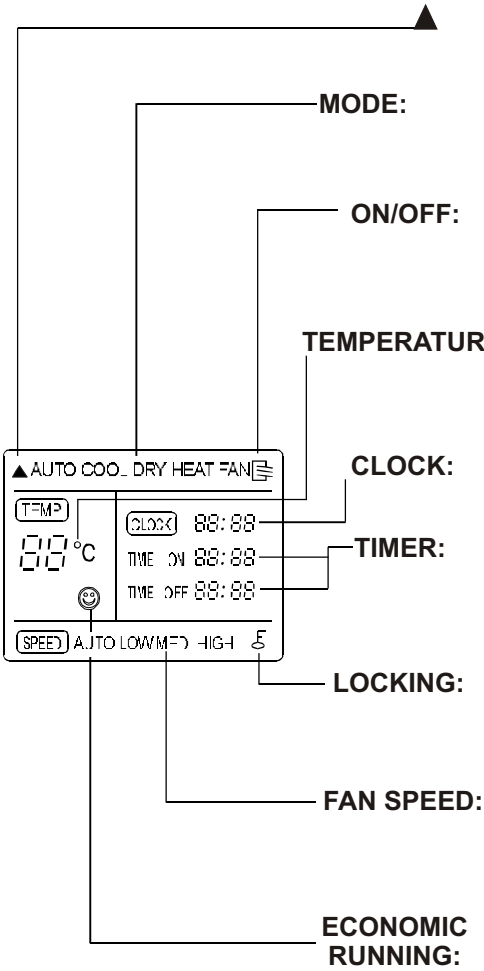 ▲
MODE:
ON/OFF:
TEMPERATUR
▲ AUTO COOL DRY HEAT FAN
CLOCK:
TEMP
CLOCK 88:88
88°C
TIME ON 88:88
TIMER:
TIME OFF 88:88
SPEED AUTO LOW MED HIGH
LOCKING:
FAN SPEED:
ECONOMIC
RUNNING: